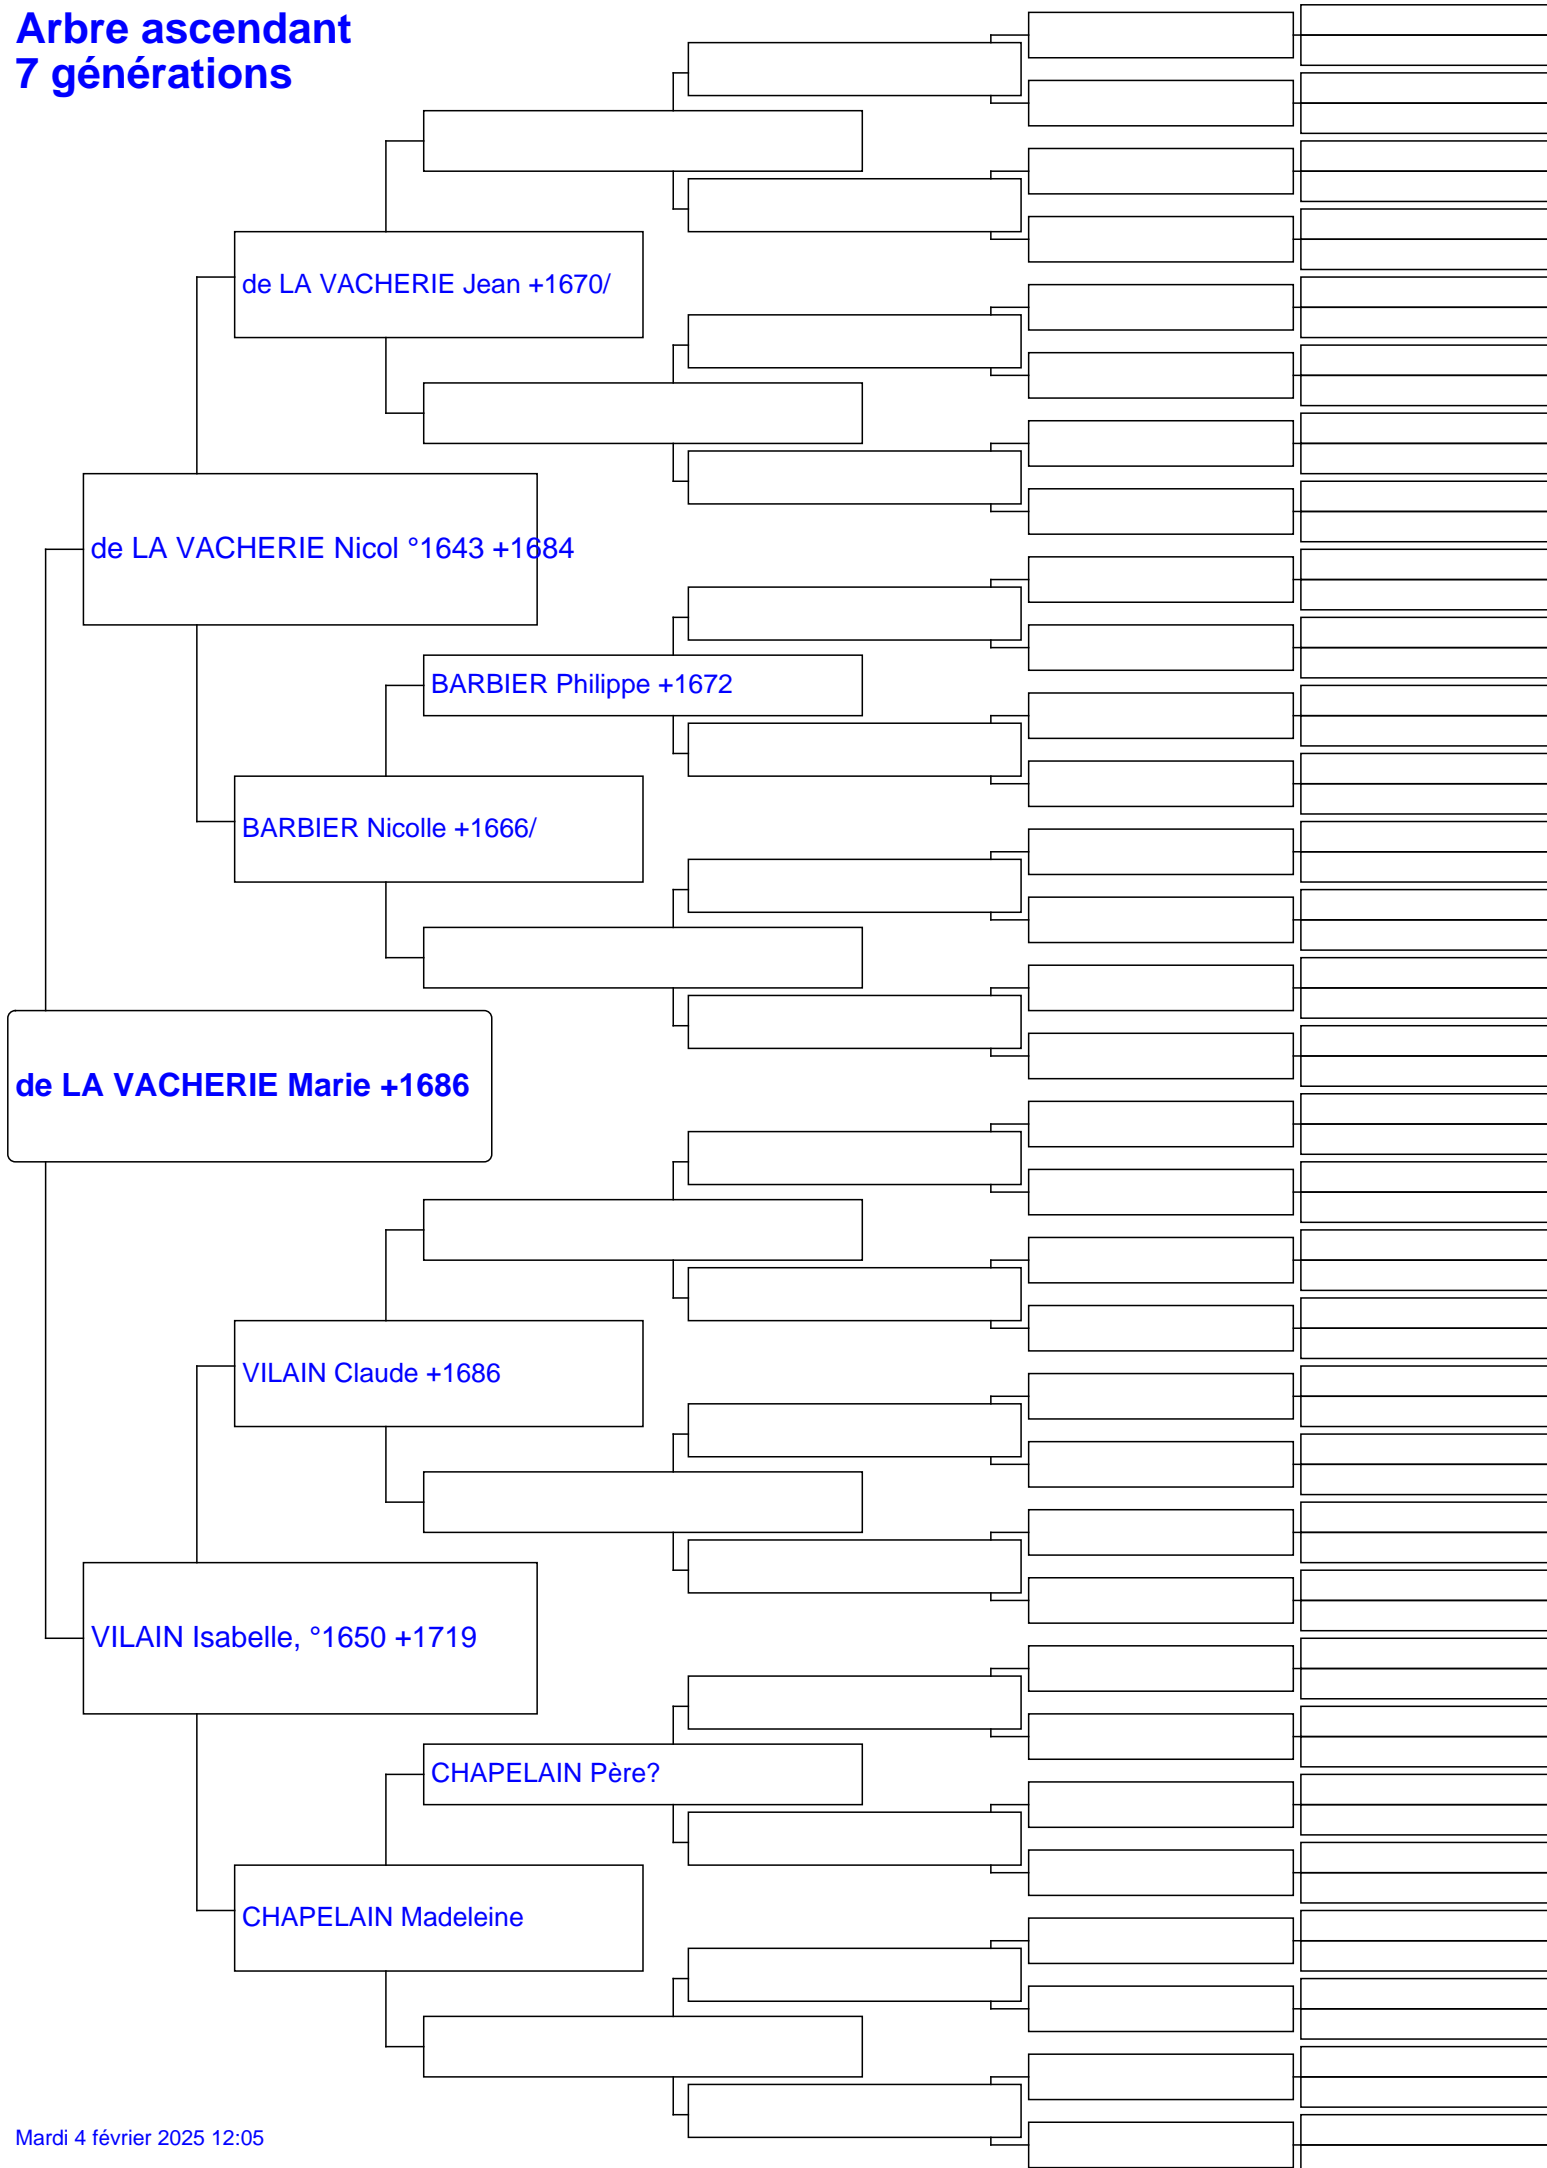 Arbre ascendant
7 générations
de LA VACHERIE Jean +1670/
de LA VACHERIE Nicol °1643 +1684
BARBIER Philippe +1672
BARBIER Nicolle +1666/
de LA VACHERIE Marie +1686
VILAIN Claude +1686
VILAIN Isabelle, °1650 +1719
CHAPELAIN Père?
CHAPELAIN Madeleine
Mardi 4 février 2025 12:05